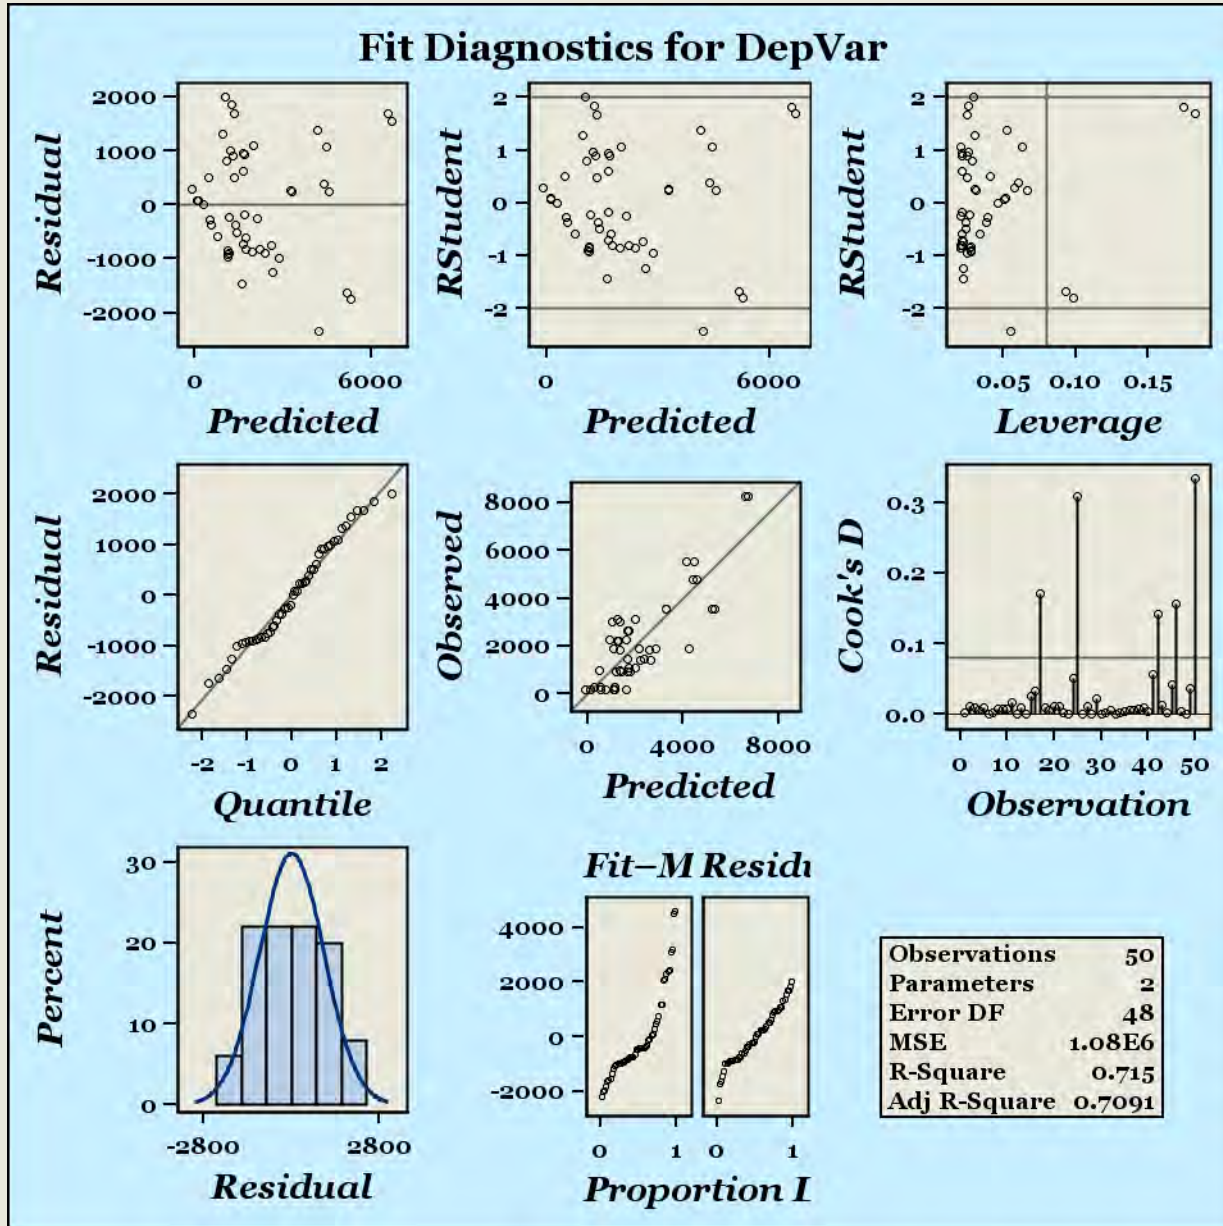 Fit Diagnostics for DepVar
Residual
2000
1000
0
-1000
-2000
0 6000
Predicted
RStudent
2
1
0
-1
-2
0 6000
Predicted
RStudent
2
1
0
-1
-2
0.05 0.10 0.15
Leverage
Residual
2000
1000
0
-1000
-2000
-2 -1 0 1 2
Quantile
Observed
8000
6000
4000
2000
0
0 4000 8000
Predicted
Cook's D
0.3
0.2
0.1
0.0
0 10 20 30 40 50
Observation
Percent
30
20
10
0
-2800 2800
Residual
Fit–M Residu
4000
2000
0
-2000
0 1 0 1
Proportion L
Observations 50
Parameters 2
Error DF 48
MSE 1.08E6
R-Square 0.715
Adj R-Square 0.7091